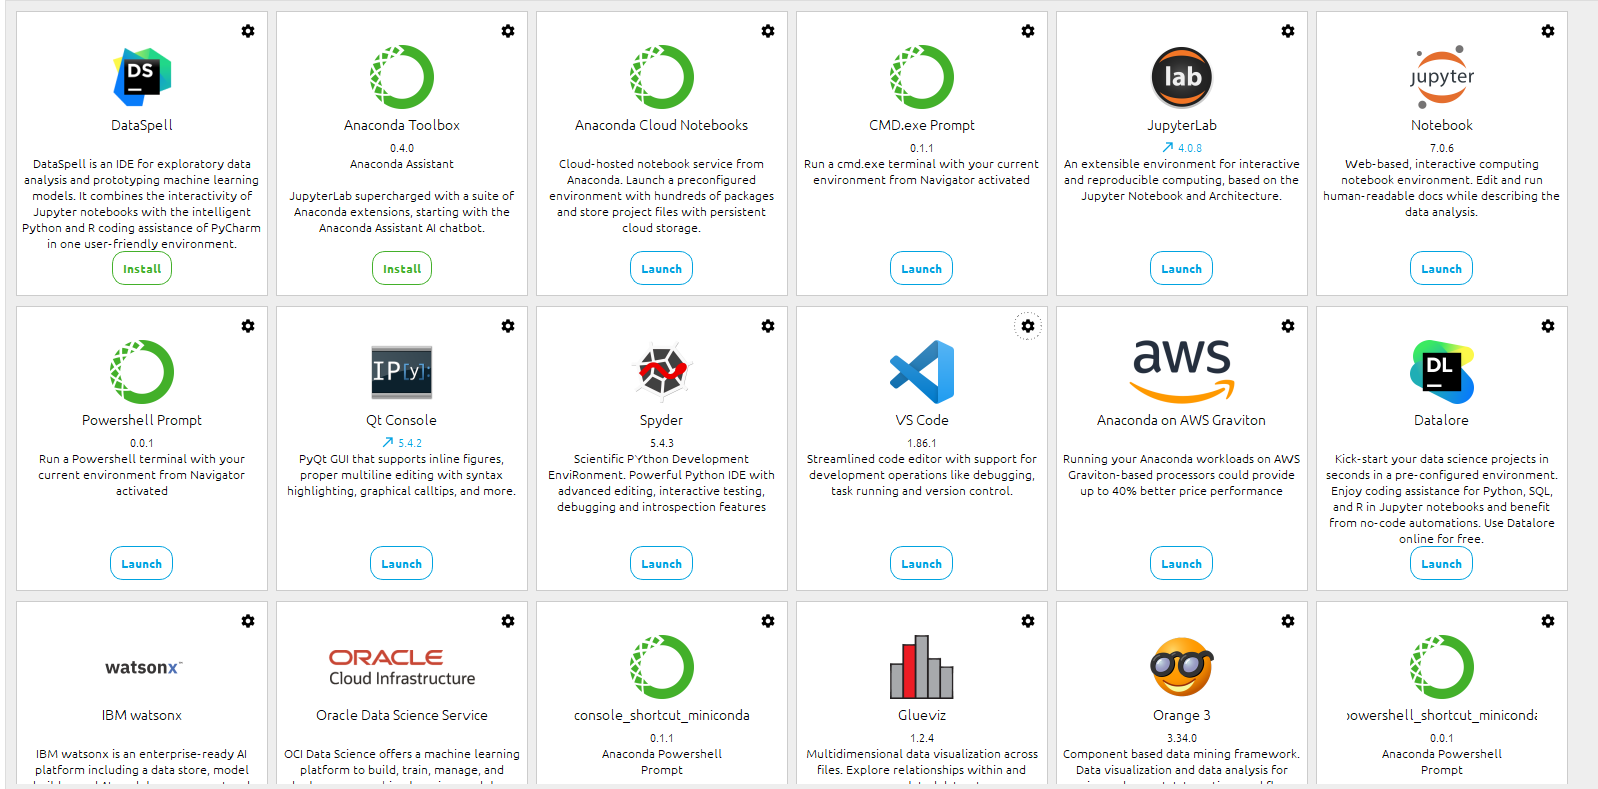 DS
DataSpell
DataSpell is an IDE for exploratory data
analysis and prototyping machine learning
models. It combines the interactivity of
Jupyter notebooks with the intelligent
Python and R coding assistance of PyCharm
in one user-friendly environment.
Install
Anaconda Toolbox
0.4.0
Anaconda Assistant
JupyterLab supercharged with a suite of
Anaconda extensions, starting with the
Anaconda Assistant AI chatbot.
Install
Anaconda Cloud Notebooks
Cloud-hosted notebook service from
Anaconda. Launch a preconfigured
environment with hundreds of packages
and store project files with persistent
cloud storage.
Launch
CMD.exe Prompt
0.1.1
Run a cmd.exe terminal with your current
environment from Navigator activated
Launch
lab
JupyterLab
4.0.8
An extensible environment for interactive
and reproducible computing, based on the
Jupyter Notebook and Architecture.
Launch
jupyter
Notebook
7.0.6
Web-based, interactive computing
notebook environment. Edit and run
human-readable docs while describing the
data analysis.
Launch
Powershell Prompt
0.0.1
Run a Powershell terminal with your
current environment from Navigator
activated
Launch
IP[y]:
Qt Console
5.4.2
PyQt GUI that supports inline figures,
proper multiline editing with syntax
highlighting, graphical calltips, and more.
Launch
Spyder
5.4.3
Scientific PYthon Development
EnviRonment. Powerful Python IDE with
advanced editing, interactive testing,
debugging and introspection features
Launch
VS Code
1.86.1
Streamlined code editor with support for
development operations like debugging,
task running and version control.
Launch
aws
Anaconda on AWS Graviton
Running your Anaconda workloads on AWS
Graviton-based processors could provide
up to 40% better price performance
Launch
DL
Datalore
Kick-start your data science projects in
seconds in a pre-configured environment.
Enjoy coding assistance for Python, SQL,
and R in Jupyter notebooks and benefit
from no-code automations. Use Datalore
online for free.
Launch
watsonx™
IBM watsonx
IBM watsonx is an enterprise-ready AI
platform including a data store, model
ORACLE
Cloud Infrastructure
Oracle Data Science Service
OCI Data Science offers a machine learning
platform to build, train, manage, and
console_shortcut_miniconda
0.1.1
Anaconda Powershell
Prompt
Glueviz
1.2.4
Multidimensional data visualization across
files. Explore relationships within and
Orange 3
3.34.0
Component based data mining framework.
Data visualization and data analysis for
powershell_shortcut_miniconda
0.0.1
Anaconda Powershell
Prompt